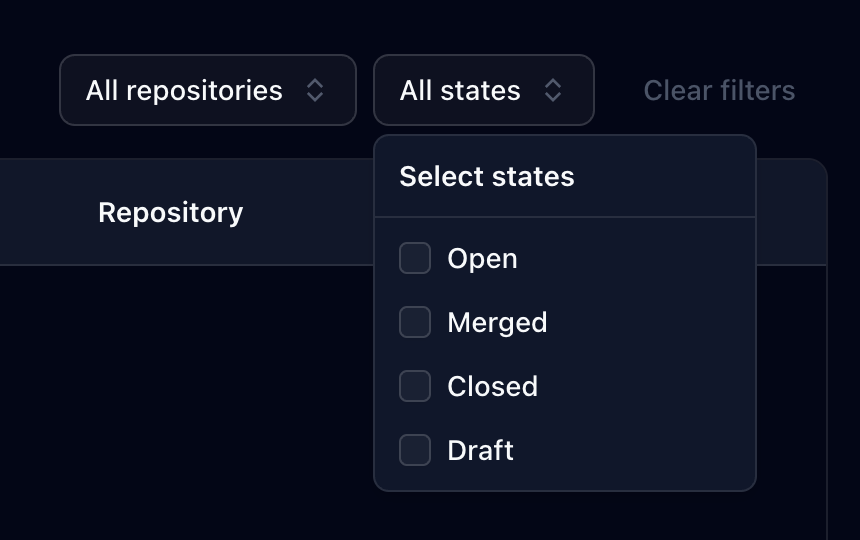 All repositories
All states
Clear filters
Select states
Repository
Open
Merged
Closed
Draft